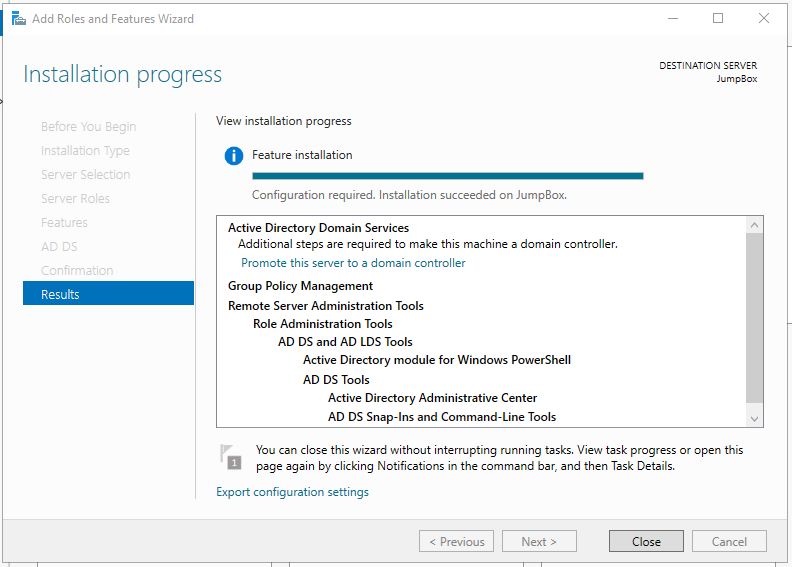 Add Roles and Features Wizard
Installation progress
DESTINATION SERVER
JumpBox
Before You Begin
Installation Type
Server Selection
Server Roles
Features
AD DS
Confirmation
Results
View installation progress
Feature installation
Configuration required. Installation succeeded on JumpBox.
Active Directory Domain Services
Additional steps are required to make this machine a domain controller.
Promote this server to a domain controller
Group Policy Management
Remote Server Administration Tools
Role Administration Tools
AD DS and AD LDS Tools
Active Directory module for Windows PowerShell
AD DS Tools
Active Directory Administrative Center
AD DS Snap-Ins and Command-Line Tools
1
You can close this wizard without interrupting running tasks. View task progress or open this
page again by clicking Notifications in the command bar, and then Task Details.
Export configuration settings
< Previous
Next >
Close
Cancel